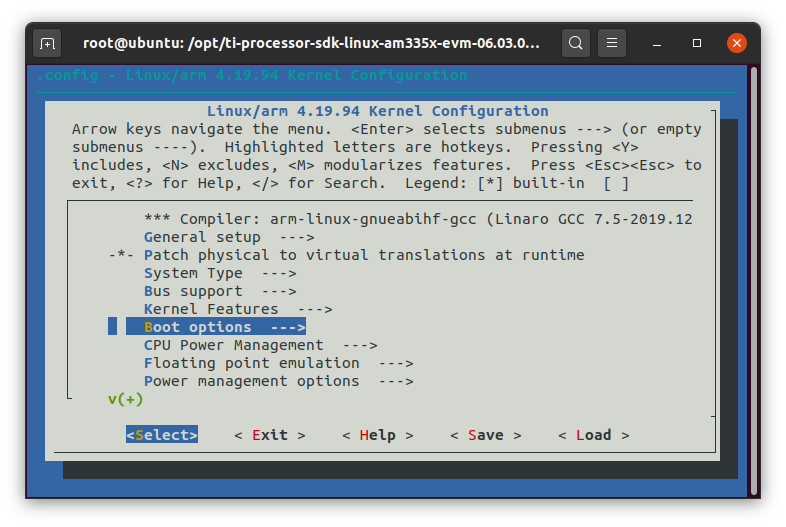 root@ubuntu: /opt/ti-processor-sdk-linux-am335x-evm-06.03.0...
.config - Linux/arm 4.19.94 Kernel Configuration
Linux/arm 4.19.94 Kernel Configuration
Arrow keys navigate the menu.  <Enter> selects submenus ---> (or empty
submenus ----).  Highlighted letters are hotkeys.  Pressing <Y>
includes, <N> excludes, <M> modularizes features.  Press <Esc><Esc> to
exit, <?> for Help, </> for Search.  Legend: [*] built-in  [ ]
*** Compiler: arm-linux-gnueabihf-gcc (Linaro GCC 7.5-2019.12
General setup  --->
-*- Patch physical to virtual translations at runtime
System Type  --->
Bus support  --->
Kernel Features  --->
Boot options  --->
CPU Power Management  --->
Floating point emulation  --->
Power management options  --->
v(+)
<Select>    < Exit >    < Help >    < Save >    < Load >